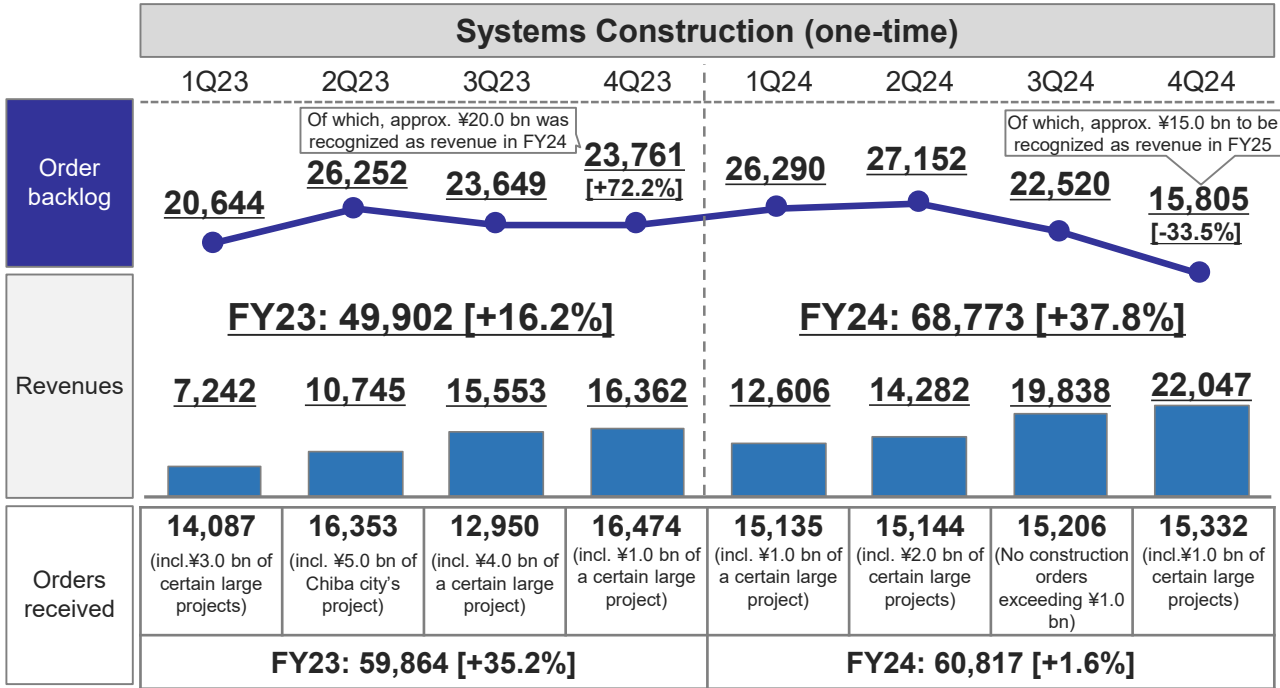 Systems Construction (one-time)
1Q23 2Q23 3Q23 4Q23 1Q24 2Q24 3Q24 4Q24
Order
backlog
Of which, approx. ¥20.0 bn was
recognized as revenue in FY24
Of which, approx. ¥15.0 bn to be
recognized as revenue in FY25
20,644
26,252
23,649
23,761
[+72.2%]
26,290
27,152
22,520
15,805
[-33.5%]
FY23: 49,902 [+16.2%]
FY24: 68,773 [+37.8%]
Revenues
7,242 10,745 15,553 16,362 12,606 14,282 19,838 22,047
Orders
received
14,087
(incl.¥3.0 bn of
certain large
projects)
16,353
(incl. ¥5.0 bn of
Chiba city's
project)
12,950
(incl. ¥4.0 bn of
a certain large
project)
16,474
(incl. ¥1.0 bn of
a certain large
project)
15,135
(incl. ¥1.0 bn of
a certain large
project)
15,144
(incl. ¥2.0 bn of
certain large
projects)
15,206
(No construction
orders
exceeding ¥1.0
bn)
15,332
(incl.¥1.0 bn of
certain large
projects)
FY23: 59,864 [+35.2%]
FY24: 60,817 [+1.6%]